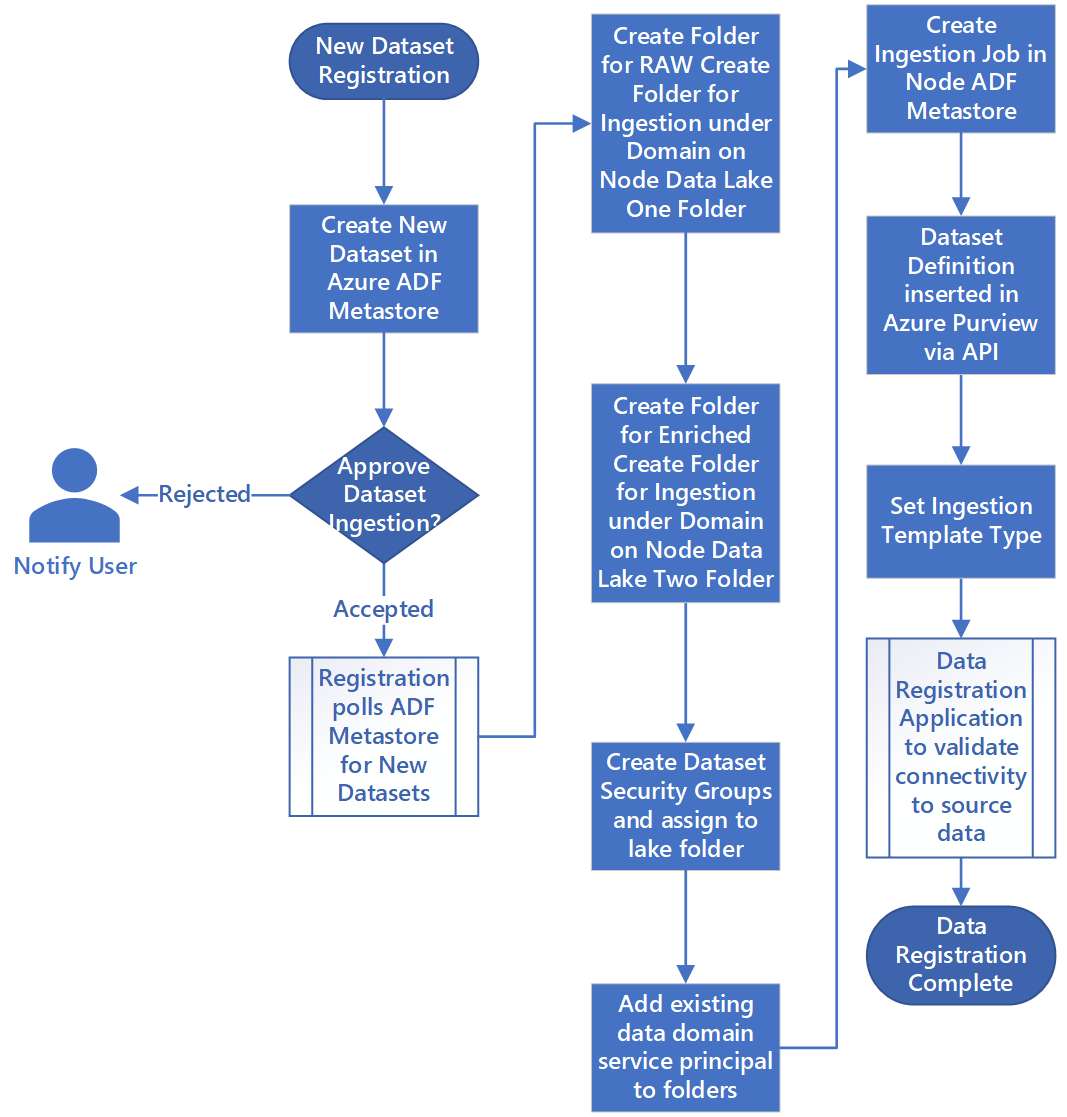 New Dataset
Registration
Create New
Dataset in
Azure ADF
Metastore
Approve
Dataset
Ingestion?
Rejected
Notify User
Accepted
Registration
polls ADF
Metastore
for New
Datasets
Create Folder
for RAW Create
Folder for
Ingestion under
Domain on
Node Data Lake
One Folder
Create Folder
for Enriched
Create Folder
for Ingestion
under Domain
on Node Data
Lake Two Folder
Create Dataset
Security Groups
and assign to
lake folder
Add existing
data domain
service principal
to folders
Create
Ingestion Job in
Node ADF
Metastore
Dataset
Definition
inserted in
Azure Purview
via API
Set Ingestion
Template Type
Data
Registration
Application
to validate
connectivity
to source
data
Data
Registration
Complete